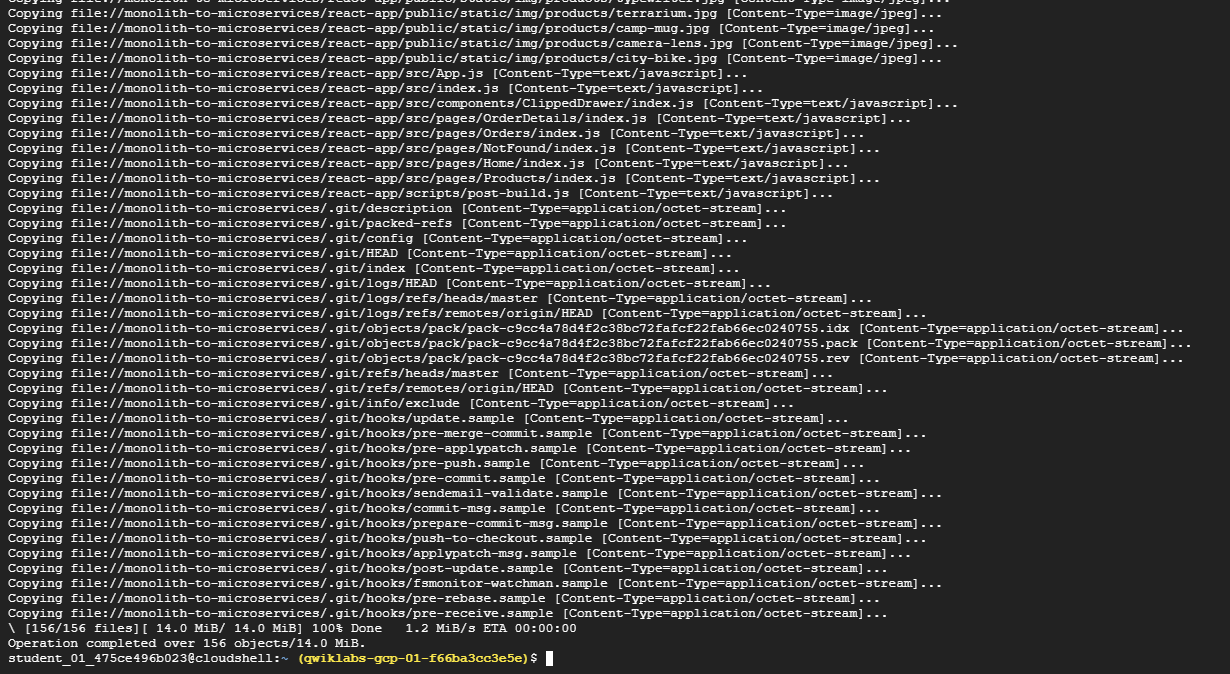 Copying file://monolith-to-microservices/react-app/public/static/img/products/typewriter.jpg [Content-Type=image/jpeg]...
Copying file://monolith-to-microservices/react-app/public/static/img/products/terrarium.jpg [Content-Type=image/jpeg]...
Copying file://monolith-to-microservices/react-app/public/static/img/products/camp-mug.jpg [Content-Type=image/jpeg]...
Copying file://monolith-to-microservices/react-app/public/static/img/products/camera-lens.jpg [Content-Type=image/jpeg]...
Copying file://monolith-to-microservices/react-app/public/static/img/products/city-bike.jpg [Content-Type=image/jpeg]...
Copying file://monolith-to-microservices/react-app/src/App.js [Content-Type=text/javascript]...
Copying file://monolith-to-microservices/react-app/src/index.js [Content-Type=text/javascript]...
Copying file://monolith-to-microservices/react-app/src/components/ClippedDrawer/index.js [Content-Type=text/javascript]...
Copying file://monolith-to-microservices/react-app/src/pages/OrderDetails/index.js [Content-Type=text/javascript]...
Copying file://monolith-to-microservices/react-app/src/pages/Orders/index.js [Content-Type=text/javascript]...
Copying file://monolith-to-microservices/react-app/src/pages/NotFound/index.js [Content-Type=text/javascript]...
Copying file://monolith-to-microservices/react-app/src/pages/Home/index.js [Content-Type=text/javascript]...
Copying file://monolith-to-microservices/react-app/src/pages/Products/index.js [Content-Type=text/javascript]...
Copying file://monolith-to-microservices/react-app/scripts/post-build.js [Content-Type=text/javascript]...
Copying file://monolith-to-microservices/.git/description [Content-Type=application/octet-stream]...
Copying file://monolith-to-microservices/.git/packed-refs [Content-Type=application/octet-stream]...
Copying file://monolith-to-microservices/.git/config [Content-Type=application/octet-stream]...
Copying file://monolith-to-microservices/.git/HEAD [Content-Type=application/octet-stream]...
Copying file://monolith-to-microservices/.git/index [Content-Type=application/octet-stream]...
Copying file://monolith-to-microservices/.git/logs/HEAD [Content-Type=application/octet-stream]...
Copying file://monolith-to-microservices/.git/logs/refs/heads/master [Content-Type=application/octet-stream]...
Copying file://monolith-to-microservices/.git/logs/refs/remotes/origin/HEAD [Content-Type=application/octet-stream]...
Copying file://monolith-to-microservices/.git/objects/pack/pack-c9cc4a78d4f2c38bc72fafcf22fab66ec0240755.idx [Content-Type=application/octet-stream]...
Copying file://monolith-to-microservices/.git/objects/pack/pack-c9cc4a78d4f2c38bc72fafcf22fab66ec0240755.pack [Content-Type=application/octet-stream]...
Copying file://monolith-to-microservices/.git/objects/pack/pack-c9cc4a78d4f2c38bc72fafcf22fab66ec0240755.rev [Content-Type=application/octet-stream]...
Copying file://monolith-to-microservices/.git/refs/heads/master [Content-Type=application/octet-stream]...
Copying file://monolith-to-microservices/.git/refs/remotes/origin/HEAD [Content-Type=application/octet-stream]...
Copying file://monolith-to-microservices/.git/info/exclude [Content-Type=application/octet-stream]...
Copying file://monolith-to-microservices/.git/hooks/update.sample [Content-Type=application/octet-stream]...
Copying file://monolith-to-microservices/.git/hooks/pre-merge-commit.sample [Content-Type=application/octet-stream]...
Copying file://monolith-to-microservices/.git/hooks/pre-applypatch.sample [Content-Type=application/octet-stream]...
Copying file://monolith-to-microservices/.git/hooks/pre-push.sample [Content-Type=application/octet-stream]...
Copying file://monolith-to-microservices/.git/hooks/pre-commit.sample [Content-Type=application/octet-stream]...
Copying file://monolith-to-microservices/.git/hooks/sendemail-validate.sample [Content-Type=application/octet-stream]...
Copying file://monolith-to-microservices/.git/hooks/commit-msg.sample [Content-Type=application/octet-stream]...
Copying file://monolith-to-microservices/.git/hooks/prepare-commit-msg.sample [Content-Type=application/octet-stream]...
Copying file://monolith-to-microservices/.git/hooks/push-to-checkout.sample [Content-Type=application/octet-stream]...
Copying file://monolith-to-microservices/.git/hooks/applypatch-msg.sample [Content-Type=application/octet-stream]...
Copying file://monolith-to-microservices/.git/hooks/post-update.sample [Content-Type=application/octet-stream]...
Copying file://monolith-to-microservices/.git/hooks/fsmonitor-watchman.sample [Content-Type=application/octet-stream]...
Copying file://monolith-to-microservices/.git/hooks/pre-rebase.sample [Content-Type=application/octet-stream]...
Copying file://monolith-to-microservices/.git/hooks/pre-receive.sample [Content-Type=application/octet-stream]...
\ [156/156 files][ 14.0 MiB/ 14.0 MiB] 100% Done   1.2 MiB/s ETA 00:00:00
Operation completed over 156 objects/14.0 MiB.
student_01_475ce496b023@cloudshell:~ (qwiklabs-gcp-01-f66ba3cc3e5e)$